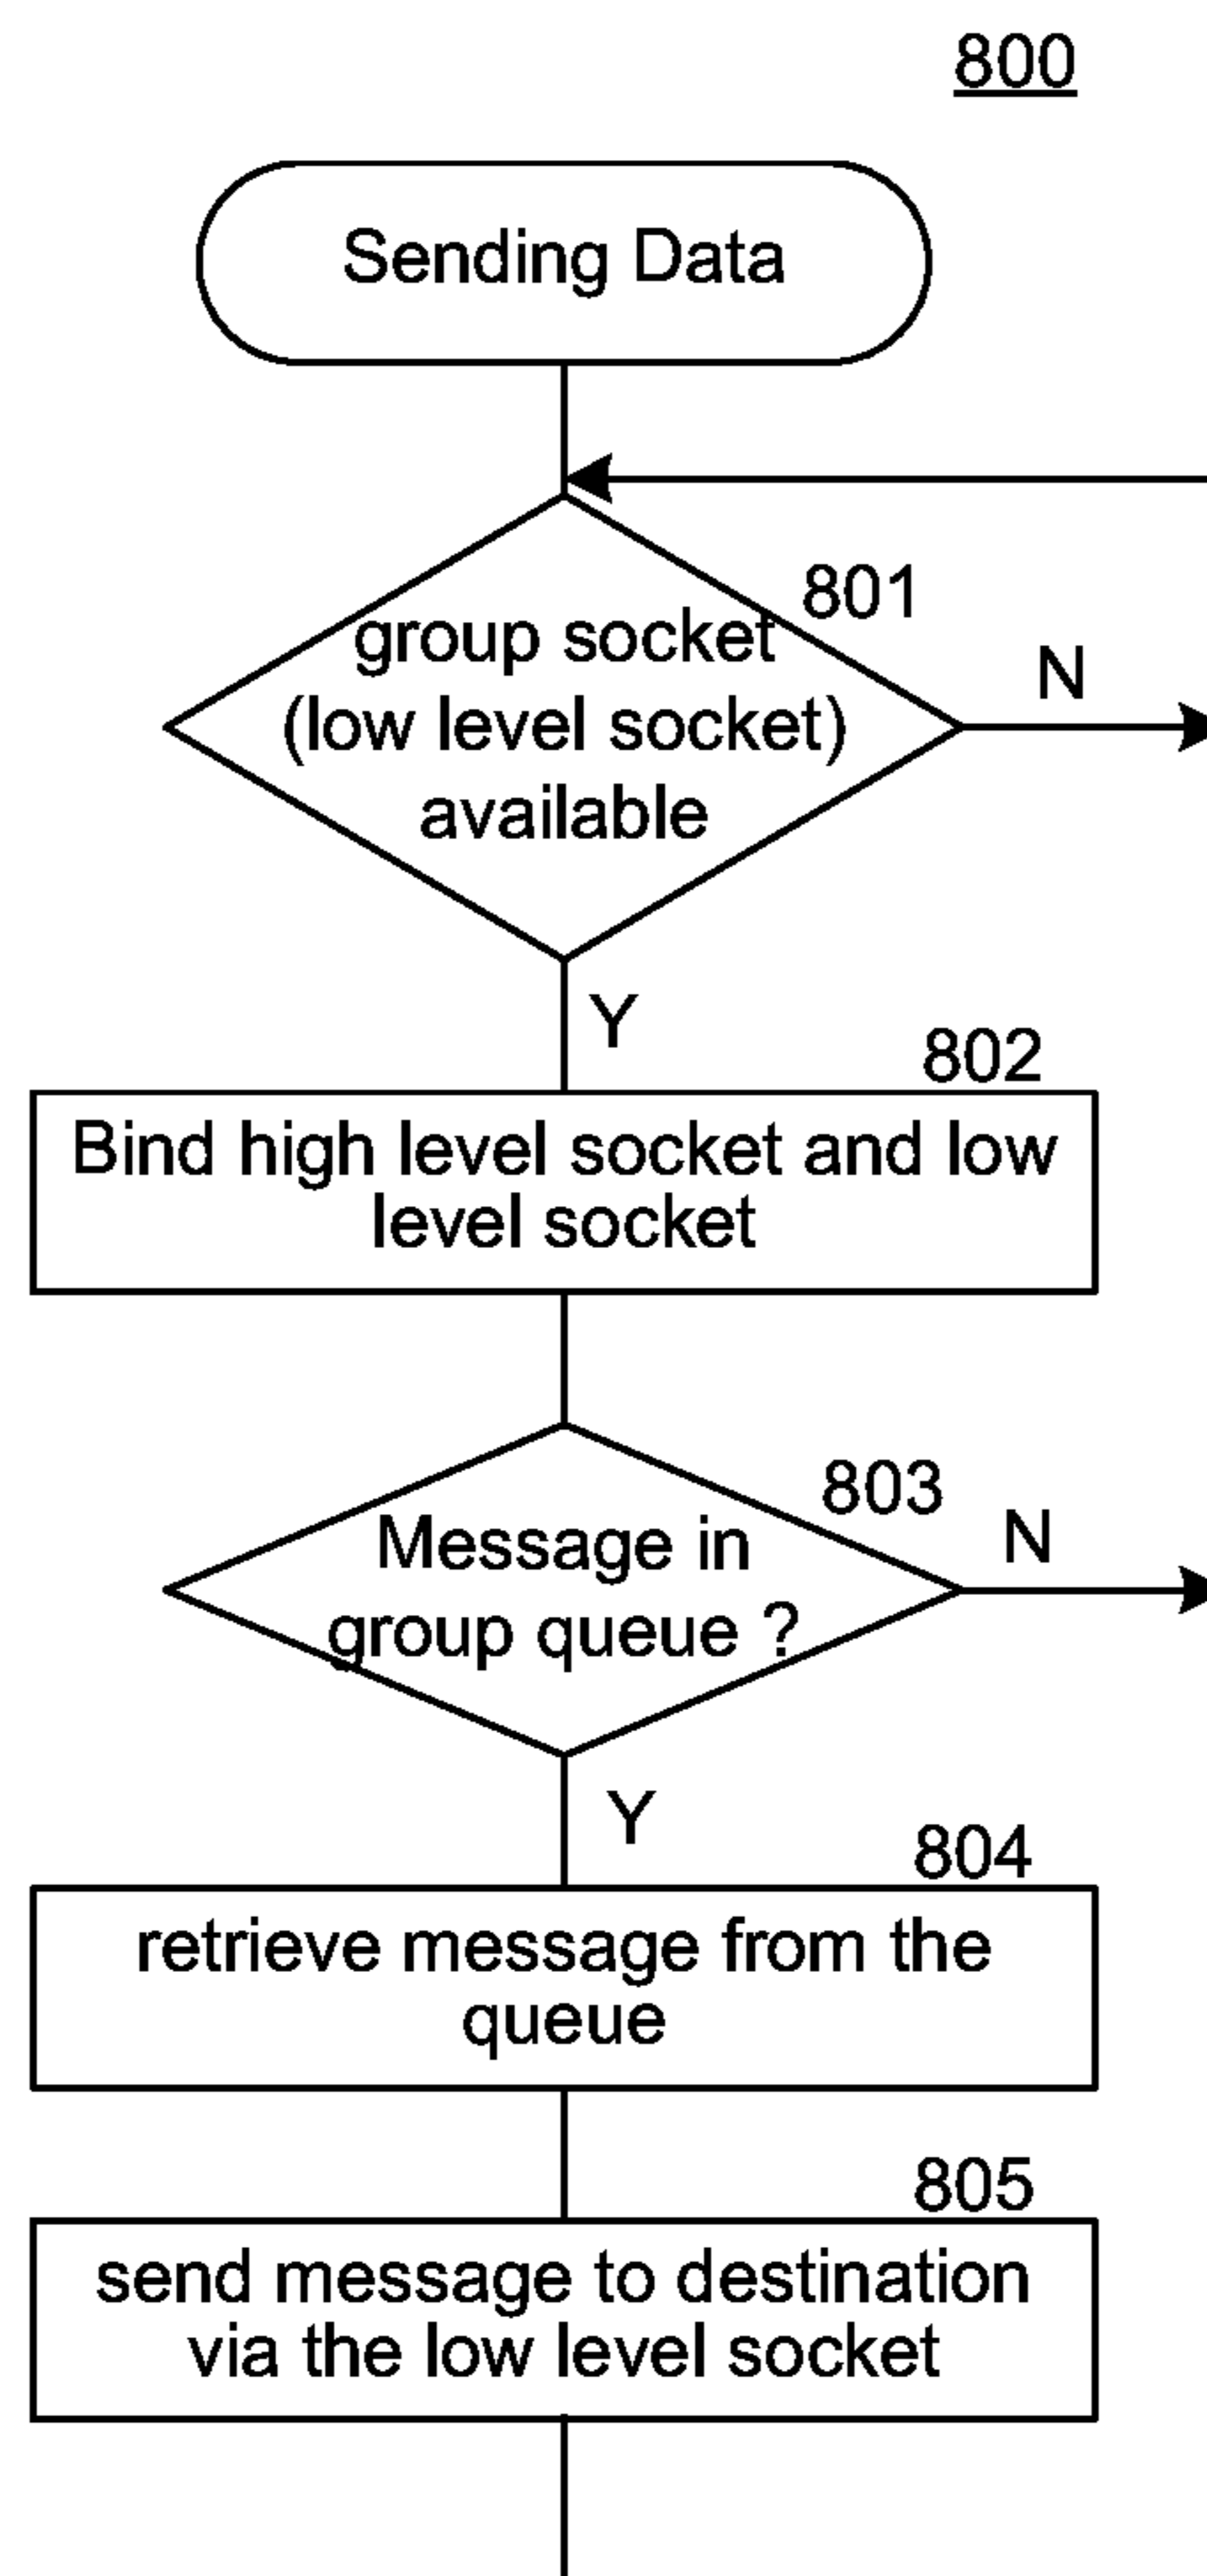 800
Sending Data
801
group socket
(low level socket)
available
N
Y
802
Bind high level socket and low
level socket
803
Message in
group queue ?
N
Y
804
retrieve message from the
queue
805
send message to destination
via the low level socket